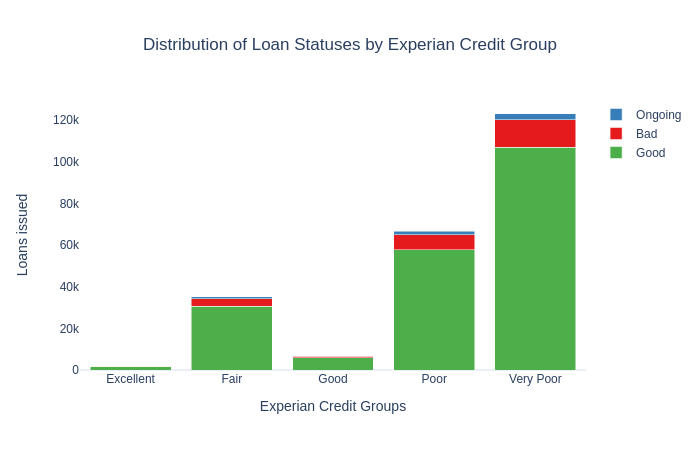 Distribution of Loan Statuses by Experian Credit Group
Ongoing
Bad
Good
Loans issued
120k
100k
80k
60k
40k
20k
0
Excellent
Fair
Good
Poor
Very Poor
Experian Credit Groups